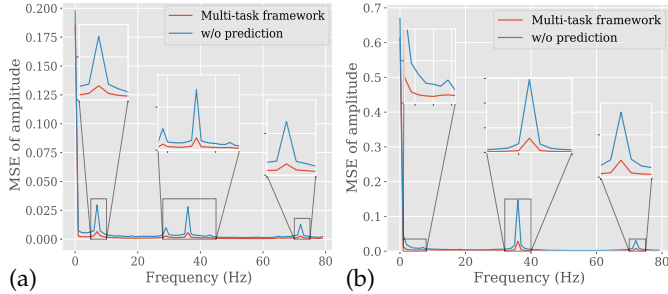 0.200
0.175
0.150
0.125
0.100
0.075
0.050
0.025
0.000
MSE of amplitude
Multi-task framework
w/o prediction
0
20
40
60
80
Frequency (Hz)
(a)
0.7
0.6
0.5
0.4
0.3
0.2
0.1
0.0
MSE of amplitude
Multi-task framework
w/o prediction
0
20
40
60
80
Frequency (Hz)
(b)